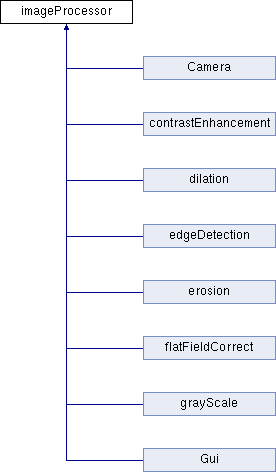 imageProcessor
Camera
contrastEnhancement
dilation
edgeDetection
erosion
flatFieldCorrect
grayScale
Gui